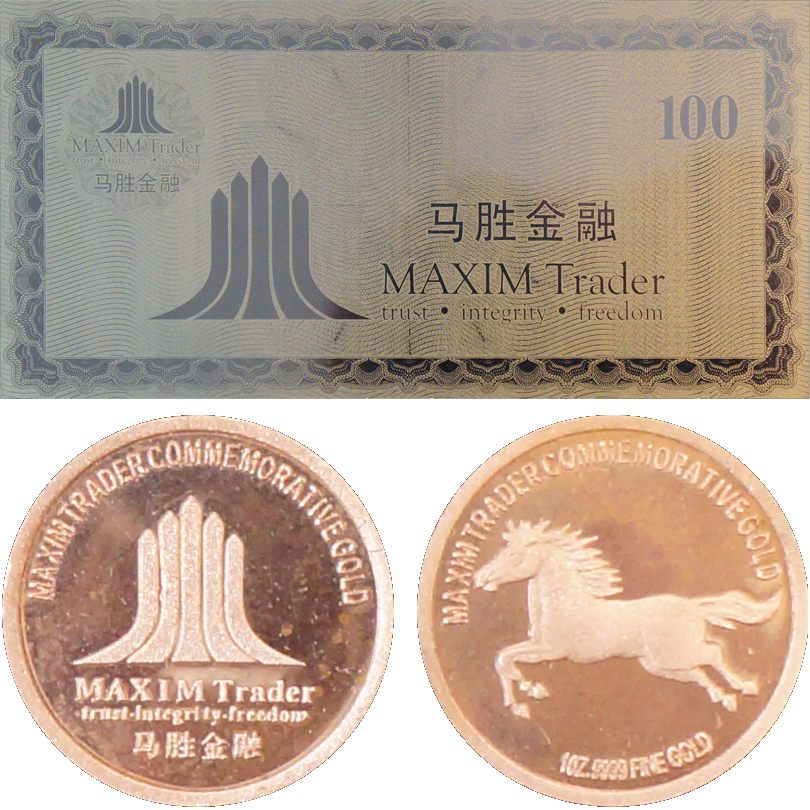 MAXIM Trader
trust • integrity • freedom
马胜金融
100
马胜金融
MAXIM Trader
trust • integrity • freedom
MAXIM TRADER COMMEMORATIVE GOLD
MAXIM Trader
trust·integrity·freedom
马胜金融
MAXIM TRADER COMMEMORATIVE GOLD
1OZ.9999 FINE GOLD